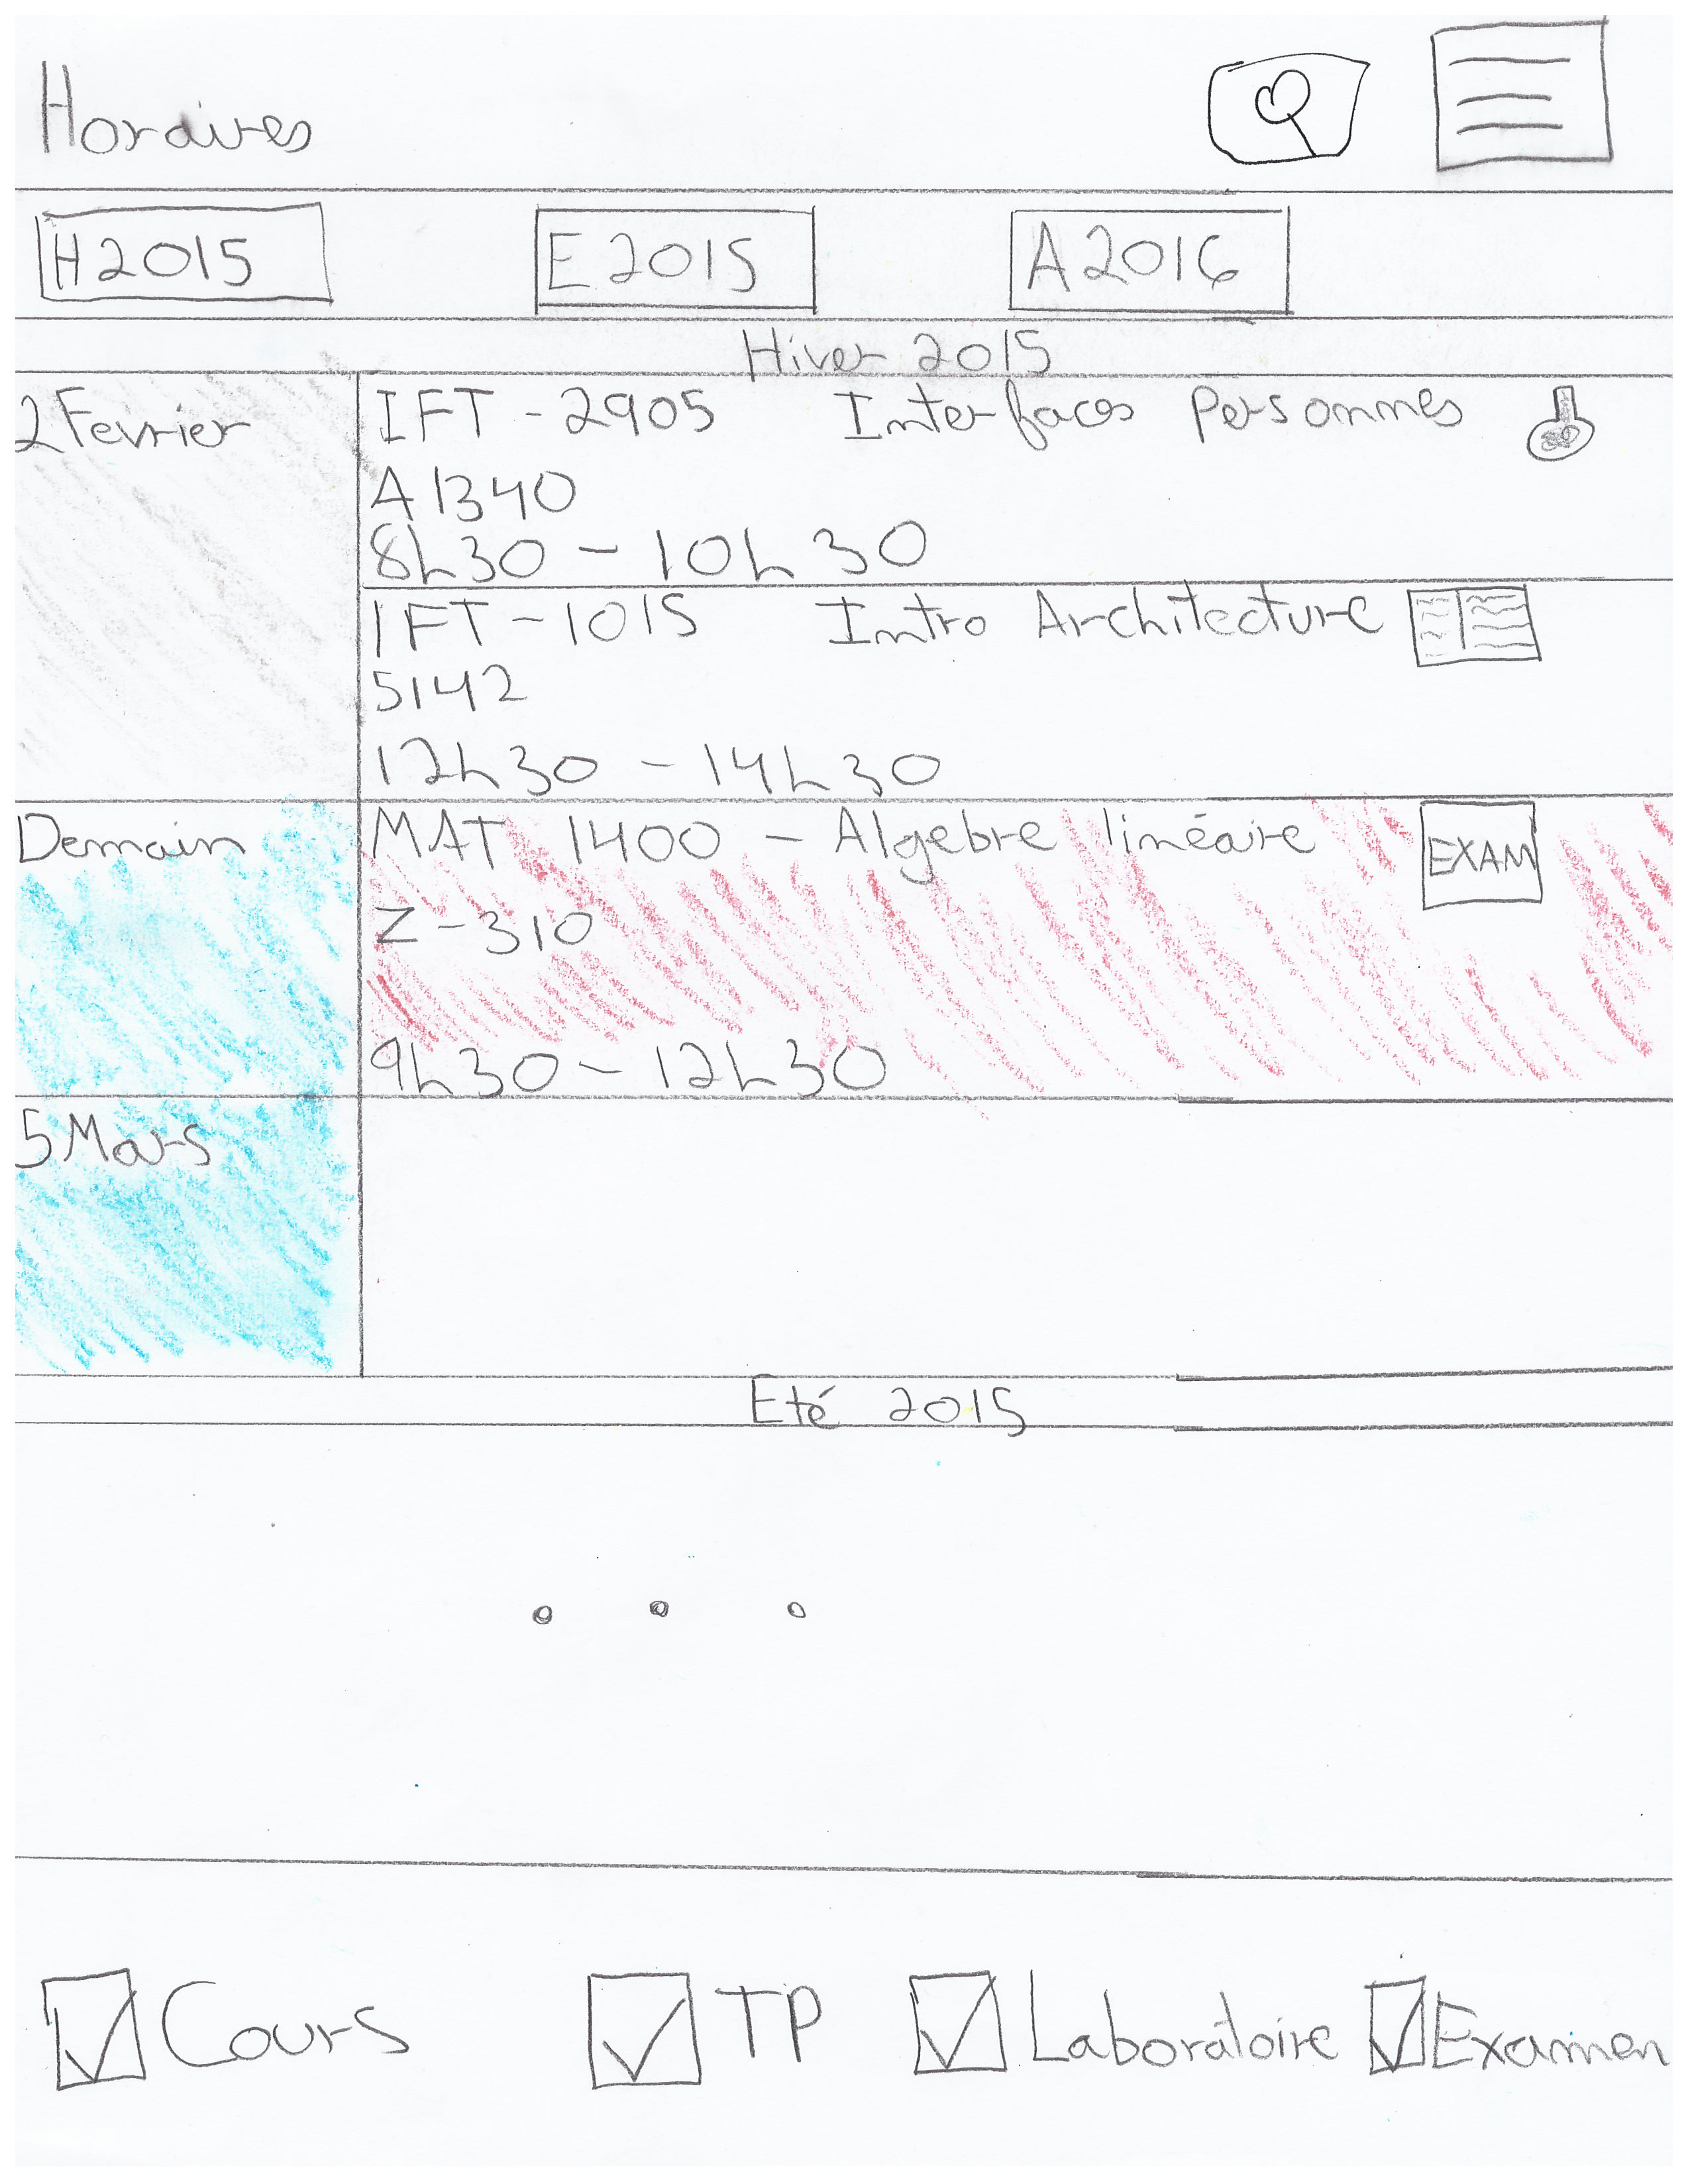 Horaires
H2015 E2015 A2016
Hiver 2015
2 Fevrier
IFT-2905 Interfaces Personnes
A1340
8h30 - 10h30
IFT-1015 Intro Architecture
5142
12h30 - 14h30
Demain
MAT 1400 - Algebre linéaire EXAM
Z-310
9h30 - 12h30
5 Mars
Eté 2015
Cours TP Laboratoire Examen